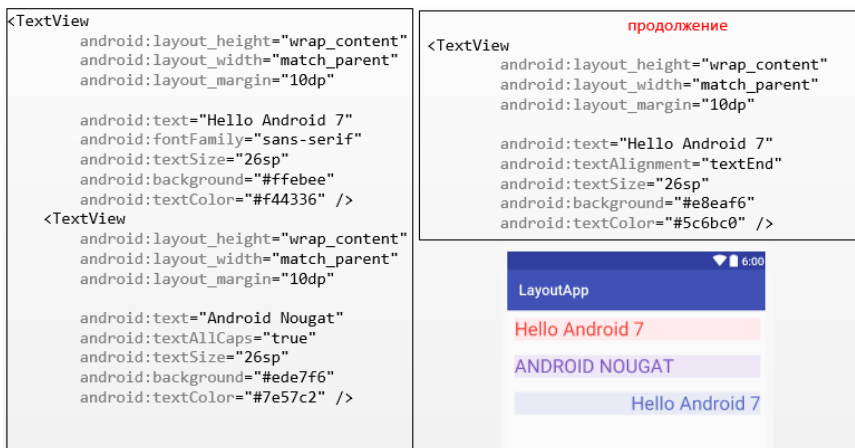 <TextView
android:layout_height="wrap_content"
android:layout_width="match_parent"
android:layout_margin="10dp"
android:text="Hello Android 7"
android:fontFamily="sans-serif"
android:textSize="26sp"
android:background="#ffebee"
android:textColor="#f44336" />
<TextView
android:layout_height="wrap_content"
android:layout_width="match_parent"
android:layout_margin="10dp"
android:text="Android Nougat"
android:textAllCaps="true"
android:textSize="26sp"
android:background="#ede7f6"
android:textColor="#7e57c2" />
продолжение
<TextView
android:layout_height="wrap_content"
android:layout_width="match_parent"
android:layout_margin="10dp"
android:text="Hello Android 7"
android:textAlignment="textEnd"
android:textSize="26sp"
android:background="#e8eaf6"
android:textColor="#5c6bc0" />
6:00
LayoutApp
Hello Android 7
ANDROID NOUGAT
Hello Android 7